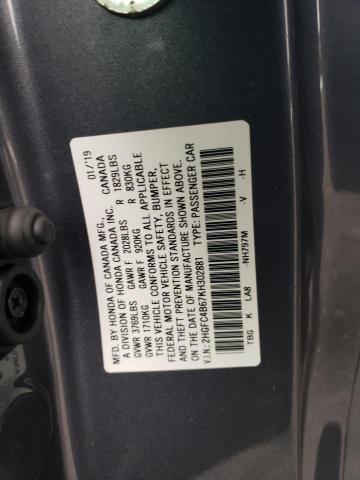 MFD. BY HONDA OF CANADA MFG., 01/'19
A DIVISION OF HONDA CANADA INC. CANADA
GVWR 3769LBS GAWR F 2028LBS R 1829LBS
GVWR 1710KG GAWR F 920KG R 830KG
THIS VEHICLE CONFORMS TO ALL APPLICABLE
FEDERAL MOTOR VEHICLE SAFETY, BUMPER,
AND THEFT PREVENTION STANDARDS IN EFFECT
ON THE DATE OF MANUFACTURE SHOWN ABOVE.
V.I.N.: 2HGFC4B67KH302881 TYPE: PASSENGER CAR
TBG K LA8 -NH797M -V -H